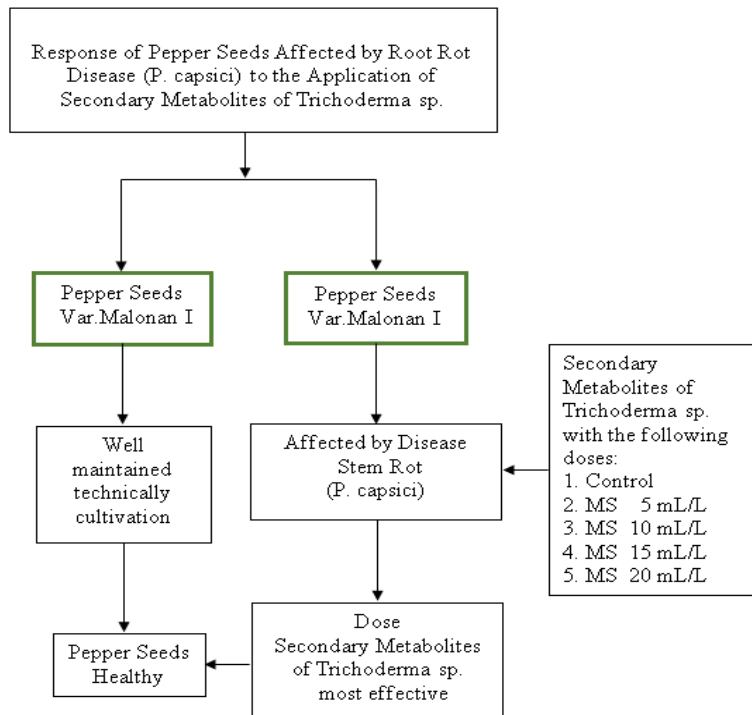 Response of Pepper Seeds Affected by Root Rot
Disease (P. capsici) to the Application of
Secondary Metabolites of Trichoderma sp.
Pepper Seeds
Var.Malonan I
Pepper Seeds
Var.Malonan I
Well
maintained
technically
cultivation
Affected by Disease
Stem Rot
(P. capsici)
Secondary
Metabolites of
Trichoderma sp.
with the following
doses:
1. Control
2. MS 5 mL/L
3. MS 10 mL/L
4. MS 15 mL/L
5. MS 20 mL/L
Pepper Seeds
Healthy
Dose
Secondary Metabolites
of Trichoderma sp.
most effective